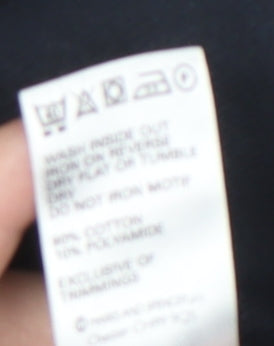 WASH INSIDE OUT
IRON ON REVERSE
DRY FLAT OR TUMBLE
DRY
DO NOT IRON MOTIF
COTTON
10% POLYAMIDE
EXCLUSIVE OF
TRIMMINGS